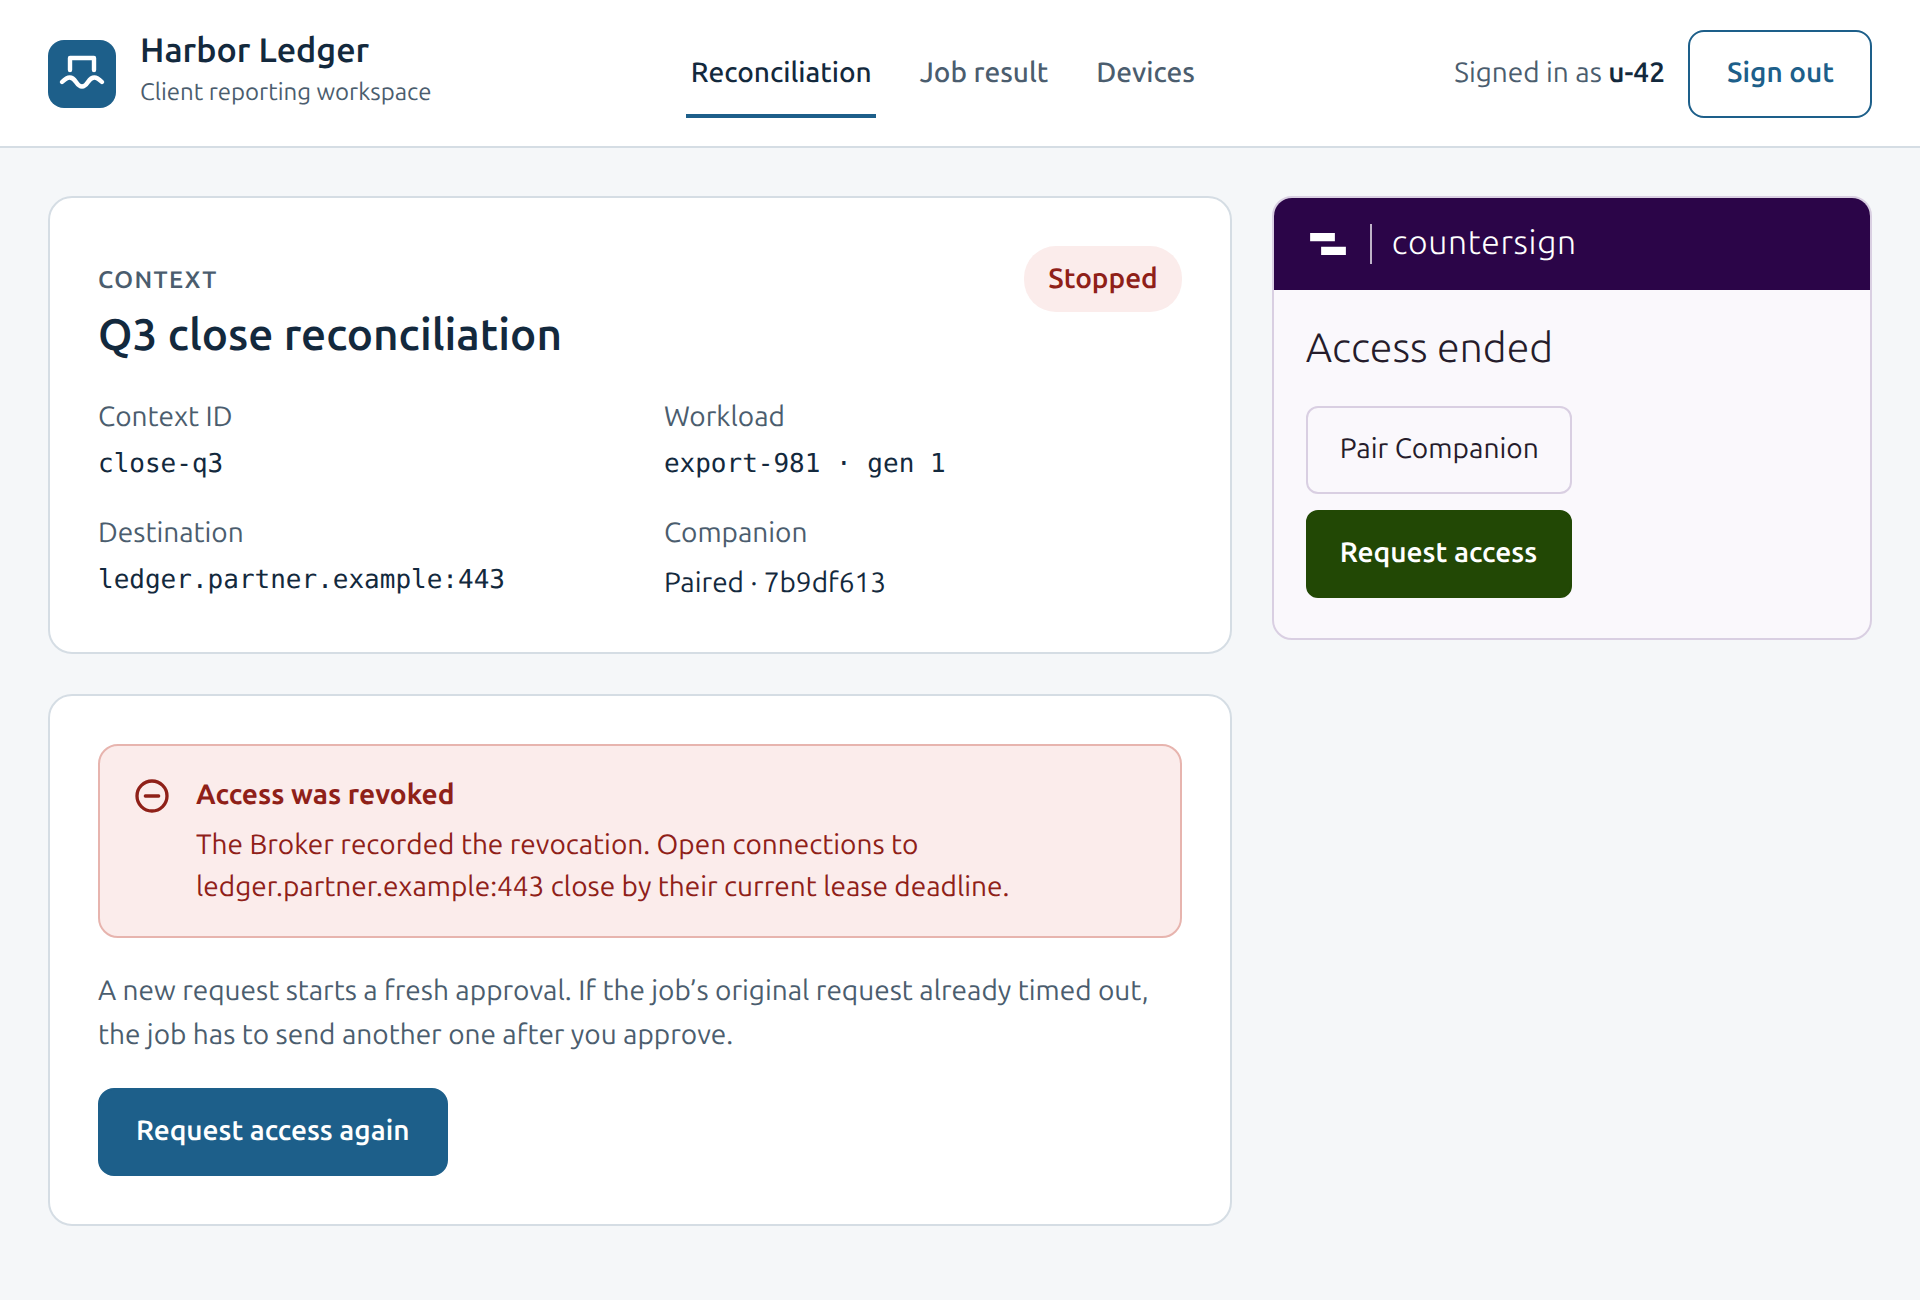 Harbor Ledger
Client reporting workspace
Reconciliation
Job result
Devices
Signed in as u-42
Sign out
CONTEXT
Stopped
Q3 close reconciliation
Context ID
close-q3
Workload
export-981 · gen 1
Destination
ledger.partner.example:443
Companion
Paired · 7b9df613
countersign
Access ended
Pair Companion
Request access
Access was revoked
The Broker recorded the revocation. Open connections to
ledger.partner.example:443 close by their current lease deadline.
A new request starts a fresh approval. If the job’s original request already timed out,
the job has to send another one after you approve.
Request access again